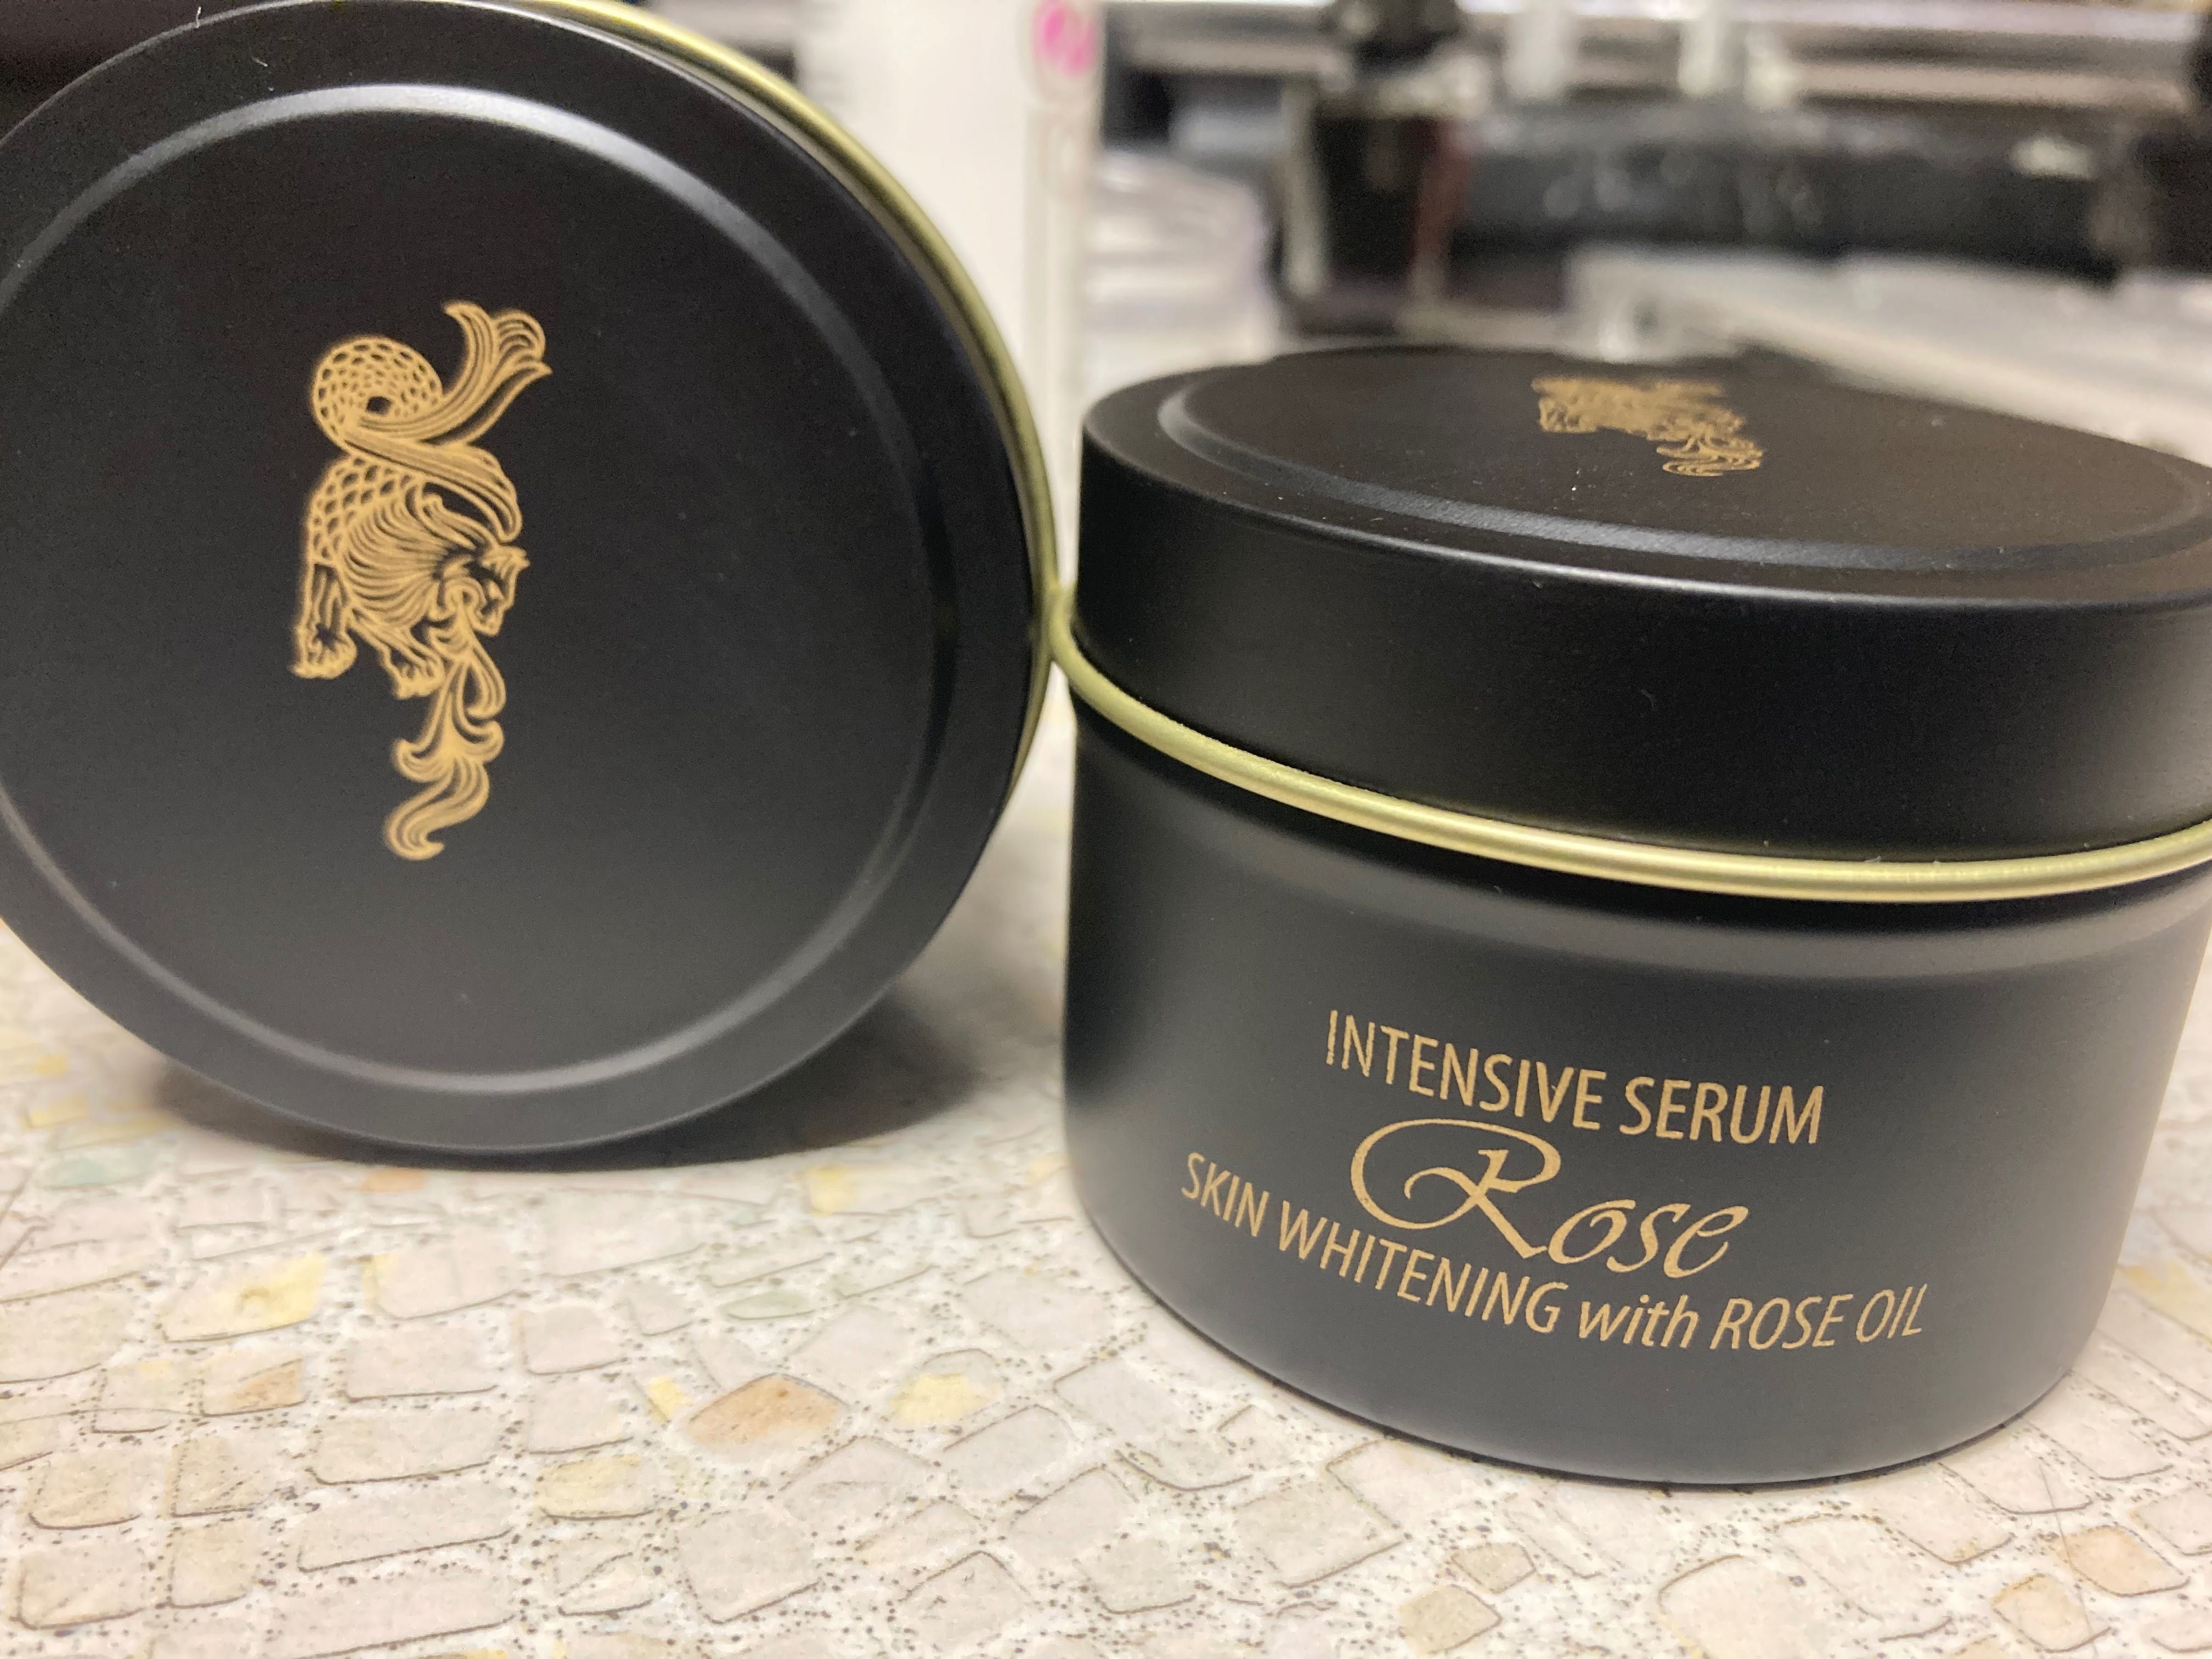 INTENSIVE SERUM
Rose
SKIN WHITENING with ROSE OIL